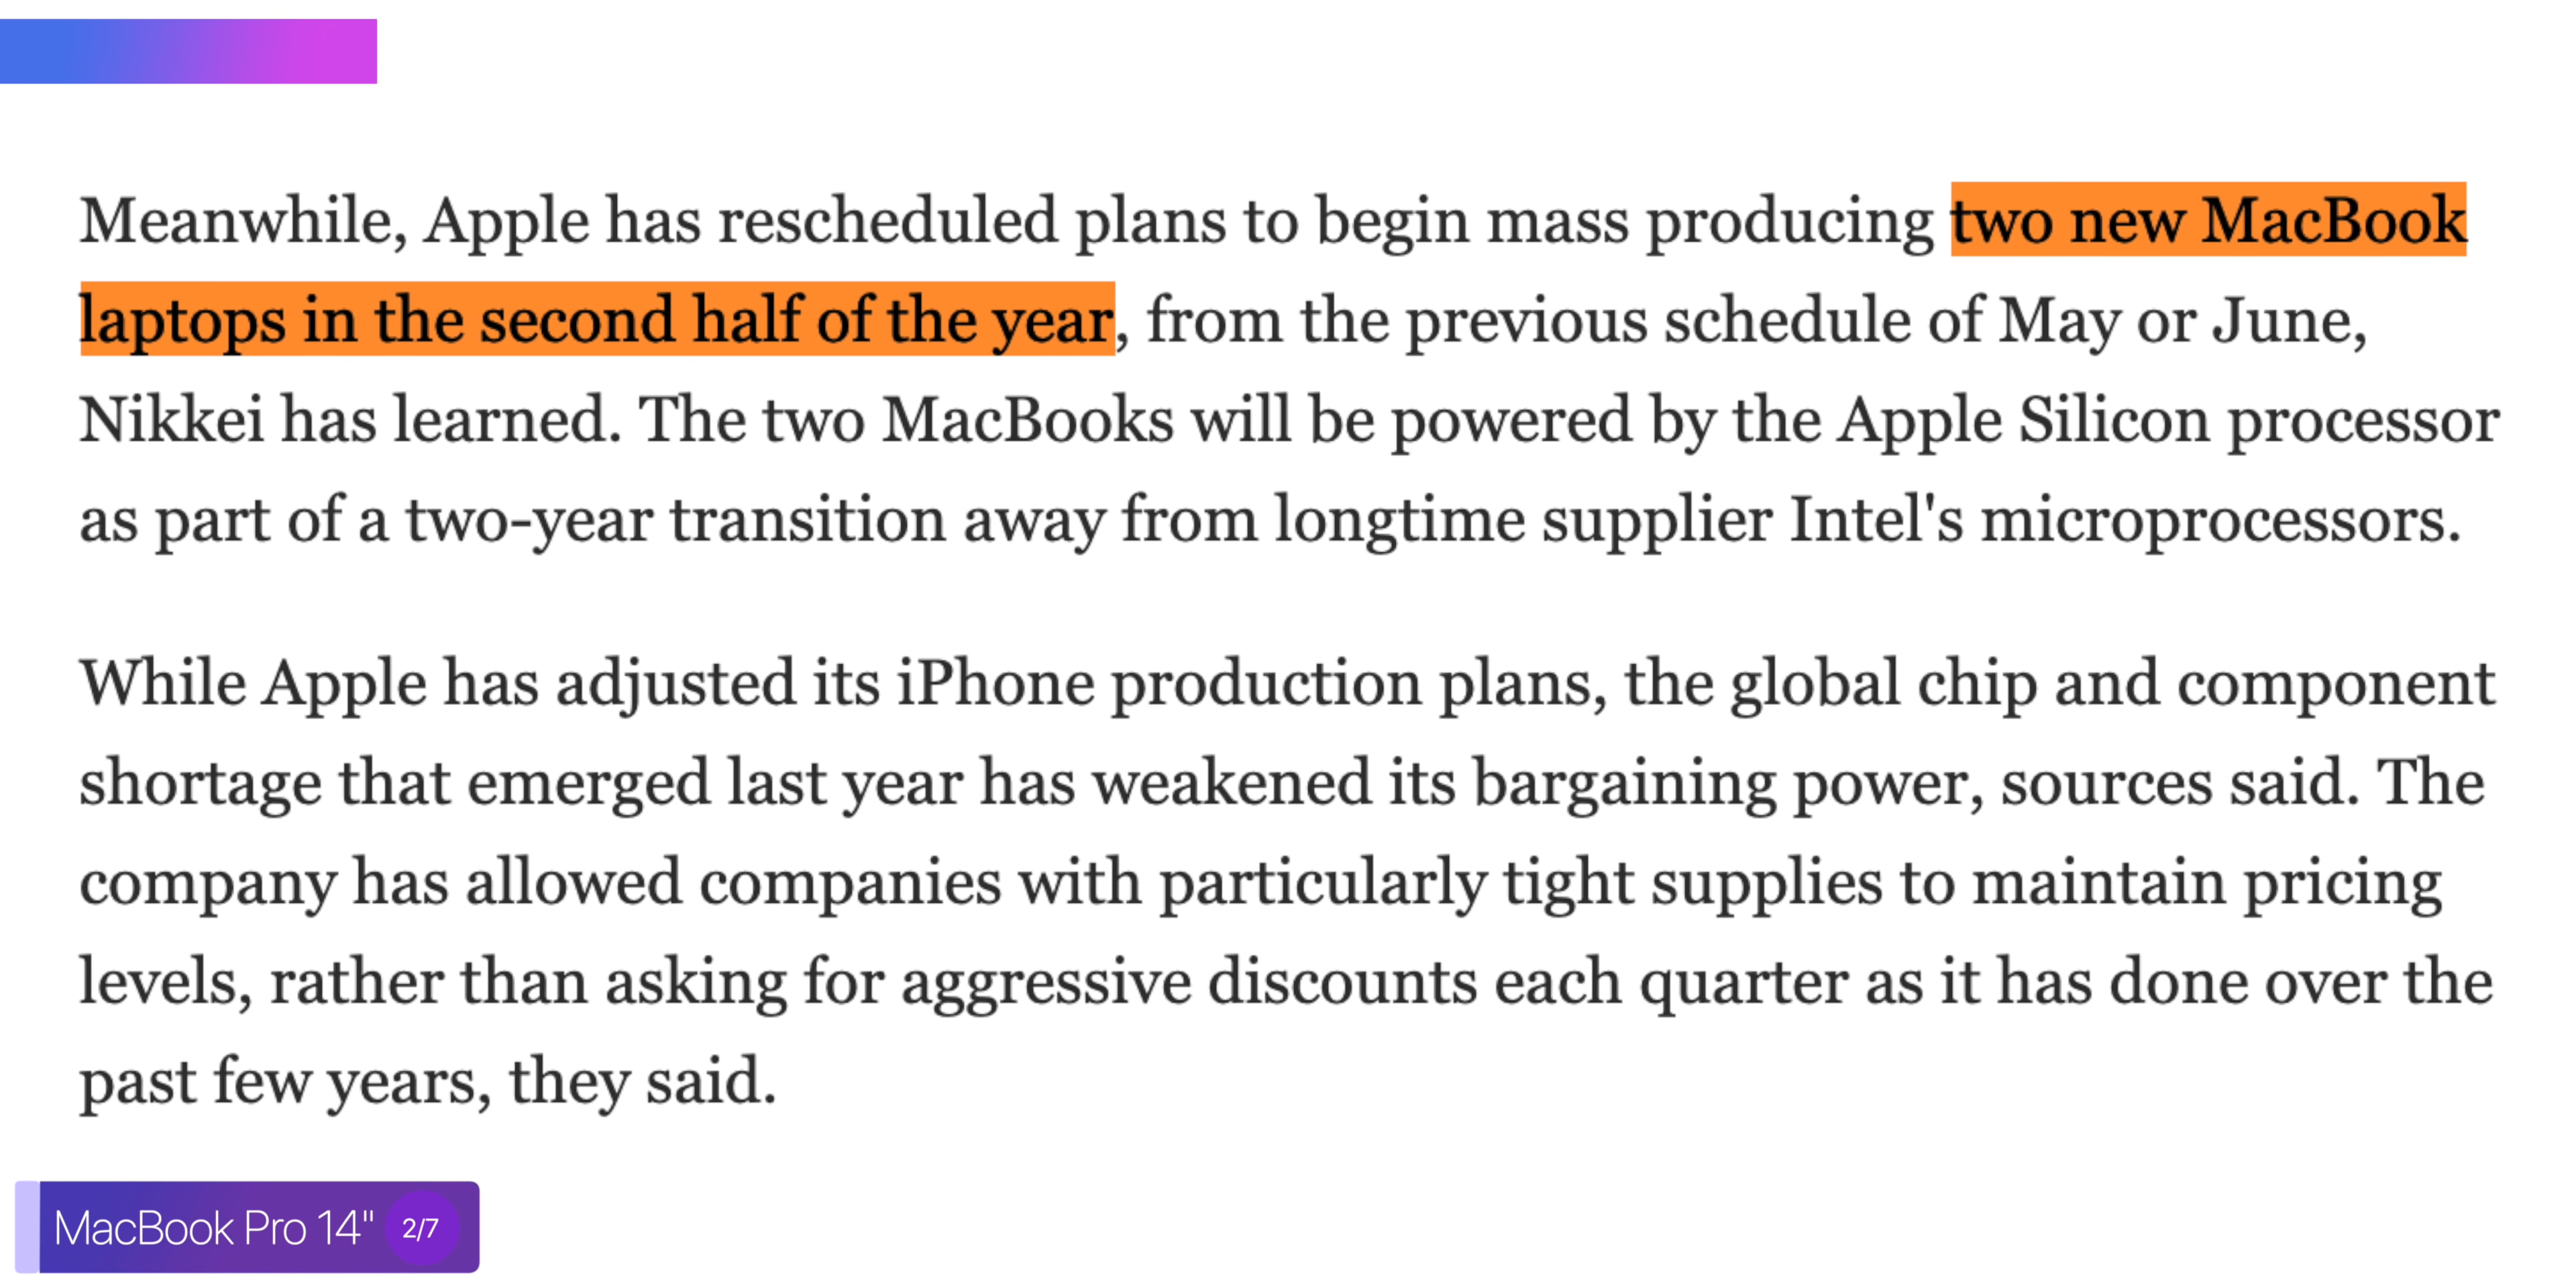 Meanwhile, Apple has rescheduled plans to begin mass producing two new MacBook
laptops in the second half of the year, from the previous schedule of May or June,
Nikkei has learned. The two MacBooks will be powered by the Apple Silicon processor
as part of a two-year transition away from longtime supplier Intel's microprocessors.
While Apple has adjusted its iPhone production plans, the global chip and component
shortage that emerged last year has weakened its bargaining power, sources said. The
company has allowed companies with particularly tight supplies to maintain pricing
levels, rather than asking for aggressive discounts each quarter as it has done over the
past few years, they said.
MacBook Pro 14" 2/7